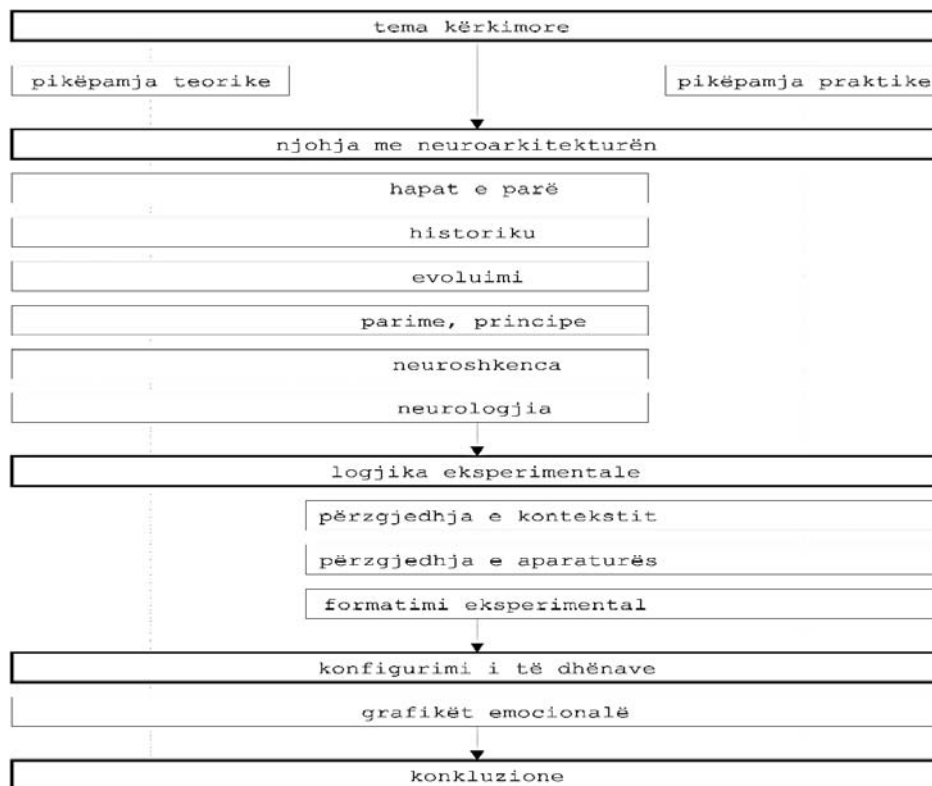 tema kërkimore
pikëpamja teorike
pikëpamja praktike
njohja me neuroarkitekturën
hapat e parë
historiku
evoluimi
parime, principe
neuroshkenca
neurologjia
logjika eksperimentale
përzgjedhja e kontekstit
përzgjedhja e aparaturës
formatimi eksperimental
konfigurimi i të dhënave
grafikët emocionalë
konkluzione